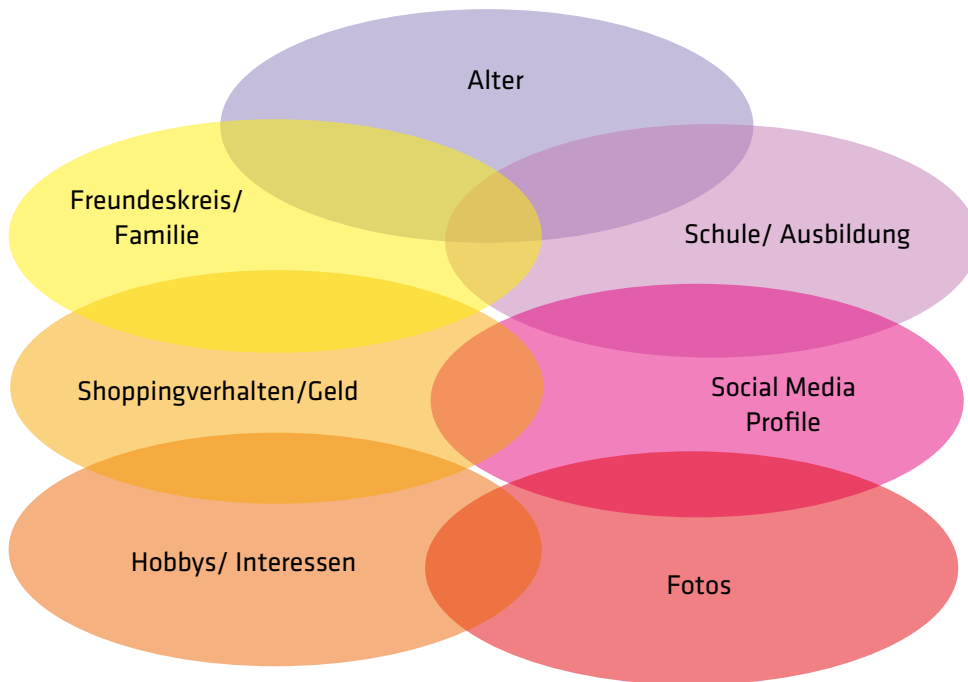 Alter
Freundeskreis/
Familie
Schule/ Ausbildung
Shoppingverhalten/Geld
Social Media
Profile
Hobbys/ Interessen
Fotos